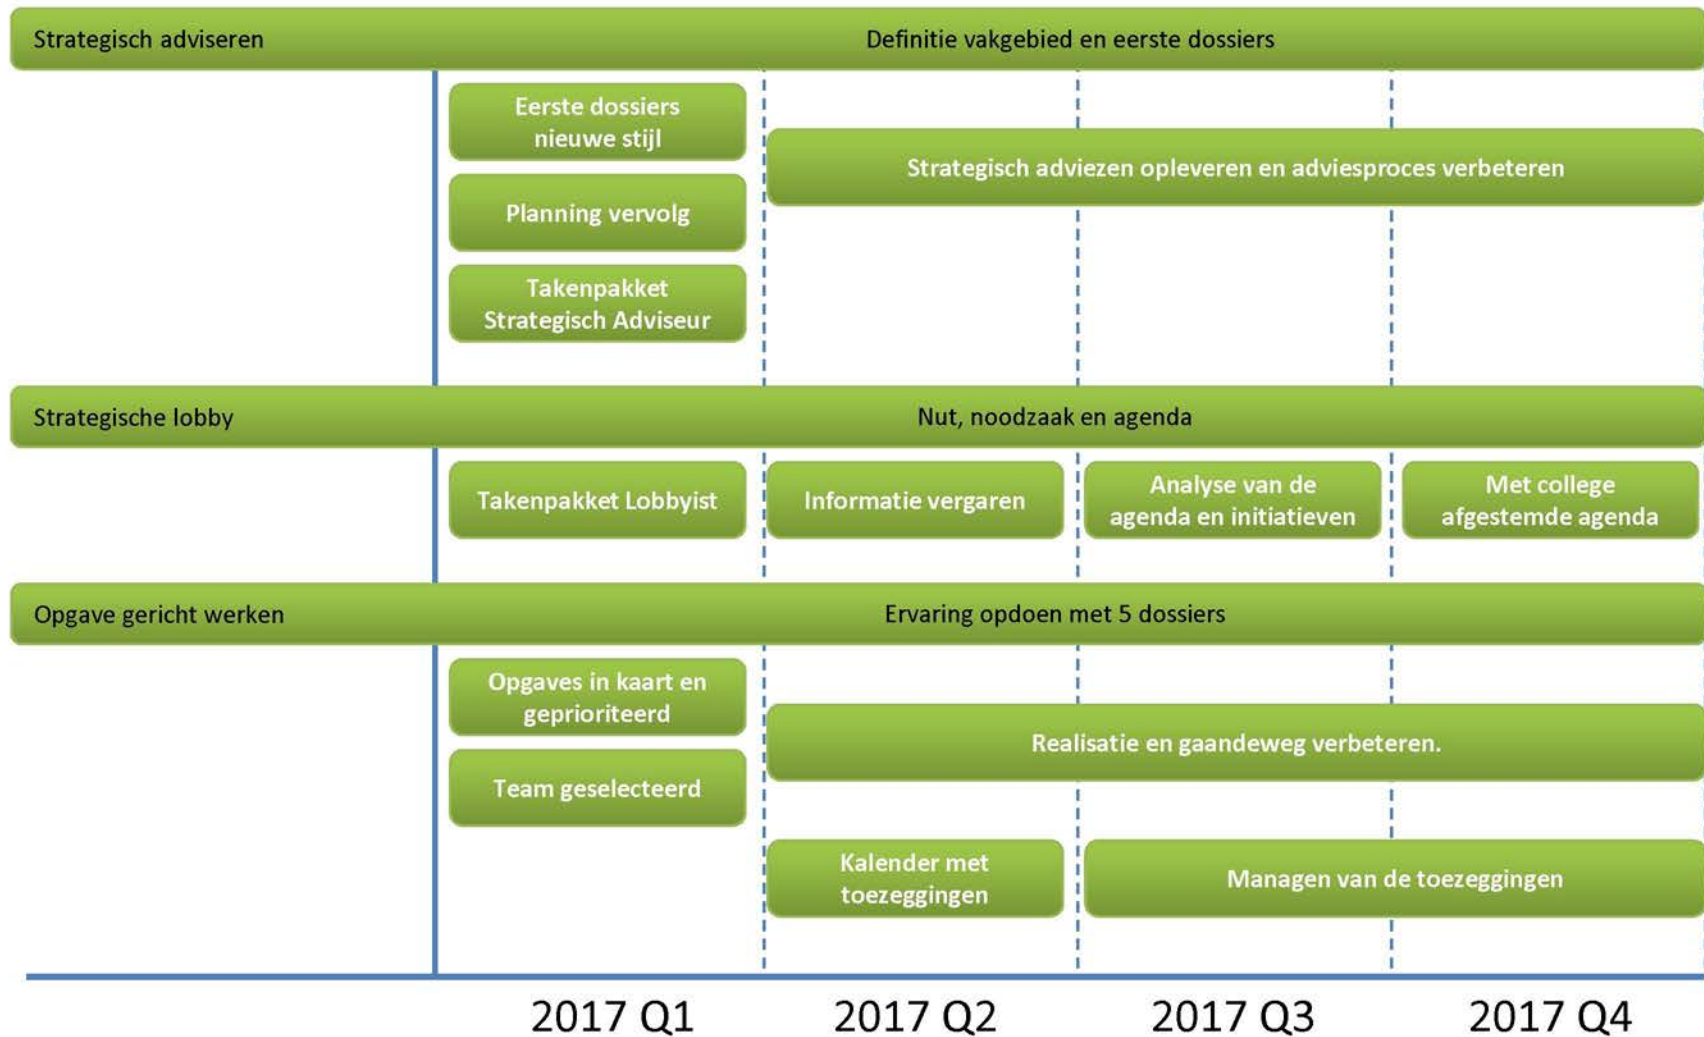 Strategisch adviseren
Definitie vakgebied en eerste dossiers
Eerste dossiers
nieuwe stijl
Strategisch adviezen opleveren en adviesproces verbeteren
Planning vervolg
Takenpakket
Strategisch Adviseur
Strategische lobby
Nut, noodzaak en agenda
Takenpakket Lobbyist
Informatie vergaren
Analyse van de
agenda en initiatieven
Met college
afgestemde agenda
Opgave gericht werken
Ervaring opdoen met 5 dossiers
Opgaves in kaart en
geprioriteerd
Realisatie en gaandeweg verbeteren.
Team geselecteerd
Kalender met
toezeggingen
Managen van de toezeggingen
2017 Q1
2017 Q2
2017 Q3
2017 Q4